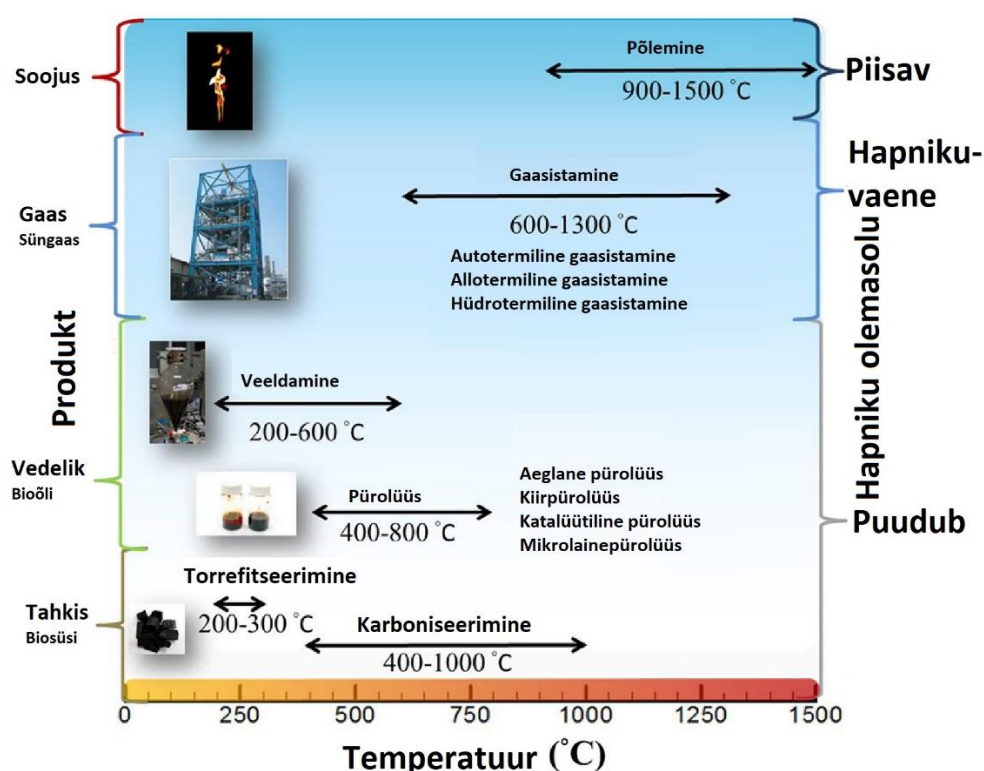 Soojus
Põlemine
900-1500 °C
Piisav
Gaas
Süngaas
Gaasistamine
600-1300 °C
Autotermiline gaasistamine
Allotermiline gaasistamine
Hüdrotermiline gaasistamine
Hapniku-
vaene
Produkt
Hapniku olemasolu
Veeldamine
200-600 °C
Vedelik
Bioõli
Pürolüüs
400-800 °C
Aeglane pürolüüs
Kiirpürolüüs
Katalüütiline pürolüüs
Mikrolainepürolüüs
Puudub
Tahkis
Biosüsi
Torrefitseerimine
200-300 °C
Karboniseerimine
400-1000 °C
0 250 500 750 1000 1250 1500
Temperatuur (°C)